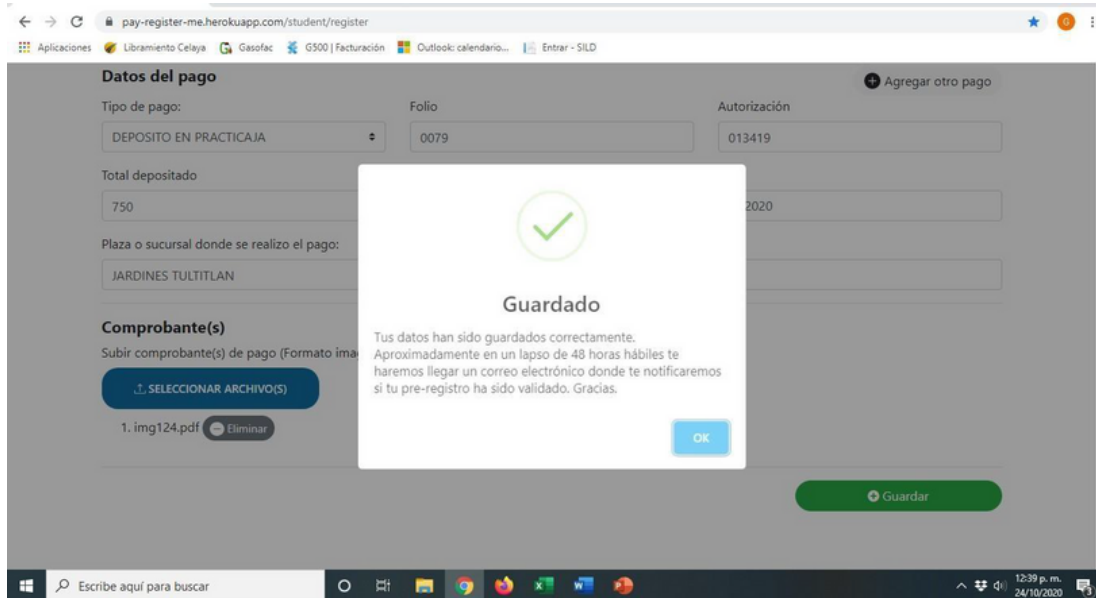 pay-register-me.herokuapp.com/student/register
G
Aplicaciones Libramiento Celaya Gasofac G500 | Facturación Outlook: calendario... Entrar - SILD
Datos del pago
Agregar otro pago
Tipo de pago: Folio Autorización
DEPOSITO EN PRACTICAJA 0079 013419
Total depositado
750 2020
Plaza o sucursal donde se realizo el pago:
JARDINES TULTITLAN
Guardado
Tus datos han sido guardados correctamente.
Aproximadamente en un lapso de 48 horas hábiles te
haremos llegar un correo electrónico donde te notificaremos
si tu pre-registro ha sido validado. Gracias.
OK
Comprobante(s)
Subir comprobante(s) de pago (Formato ima
SELECCIONAR ARCHIVO(S)
1. img124.pdf Eliminar
Guardar
Escribe aquí para buscar
12:39 p. m.
24/10/2020
3